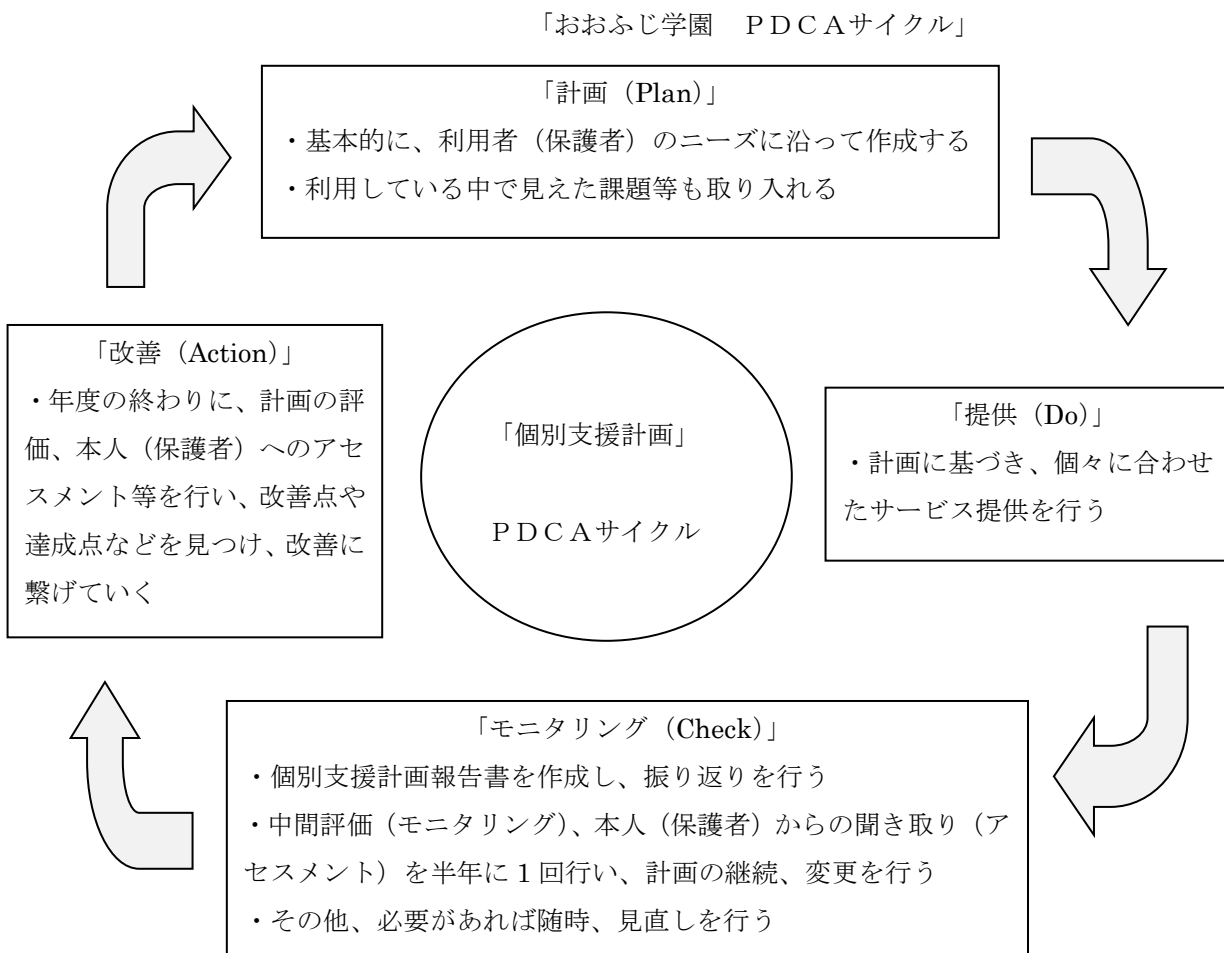 「おおふじ学園　ＰＤＣＡサイクル」
「計画（Plan）」
・基本的に、利用者（保護者）のニーズに沿って作成する
・利用している中で見えた課題等も取り入れる
「改善（Action）」
・年度の終わりに、計画の評
価、本人（保護者）へのアセ
スメント等を行い、改善点や
達成点などを見つけ、改善に
繋げていく
「個別支援計画」
ＰＤＣＡサイクル
「提供（Do）」
・計画に基づき、個々に合わせ
たサービス提供を行う
「モニタリング（Check）」
・個別支援計画報告書を作成し、振り返りを行う
・中間評価（モニタリング）、本人（保護者）からの聞き取り（ア
セスメント）を半年に 1 回行い、計画の継続、変更を行う
・その他、必要があれば随時、見直しを行う